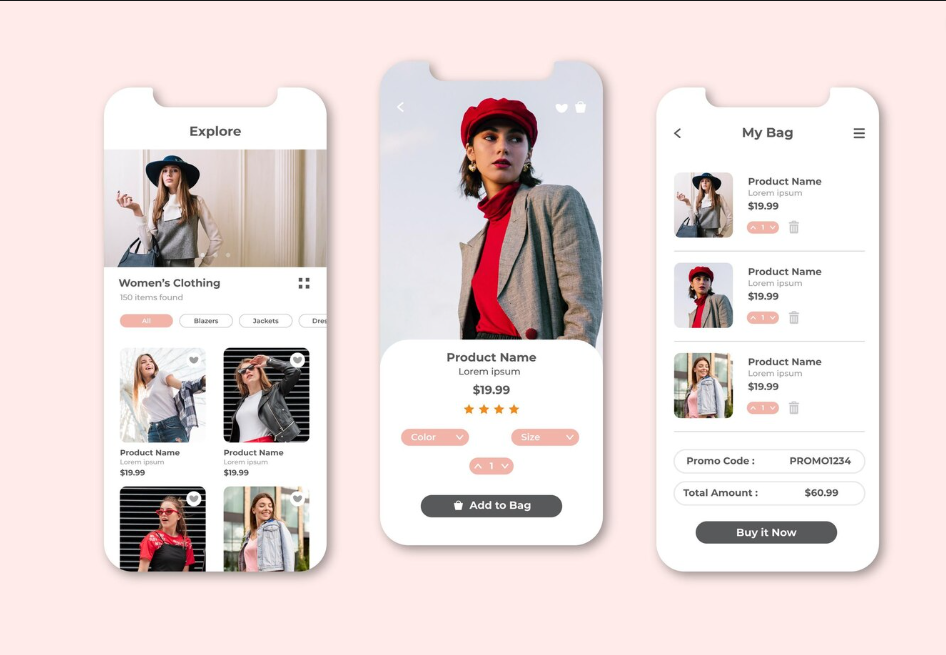 Explore
Women's Clothing
150 items found
All
Blazers
Jackets
Dres
Product Name
Lorem ipsum
$19.99
Product Name
Lorem ipsum
$19.99
Product Name
Lorem ipsum
$19.99
Color
Size
1
Add to Bag
My Bag
Product Name
Lorem ipsum
$19.99
1
Product Name
Lorem ipsum
$19.99
1
Product Name
Lorem ipsum
$19.99
1
Promo Code : PROMO1234
Total Amount : $60.99
Buy it Now